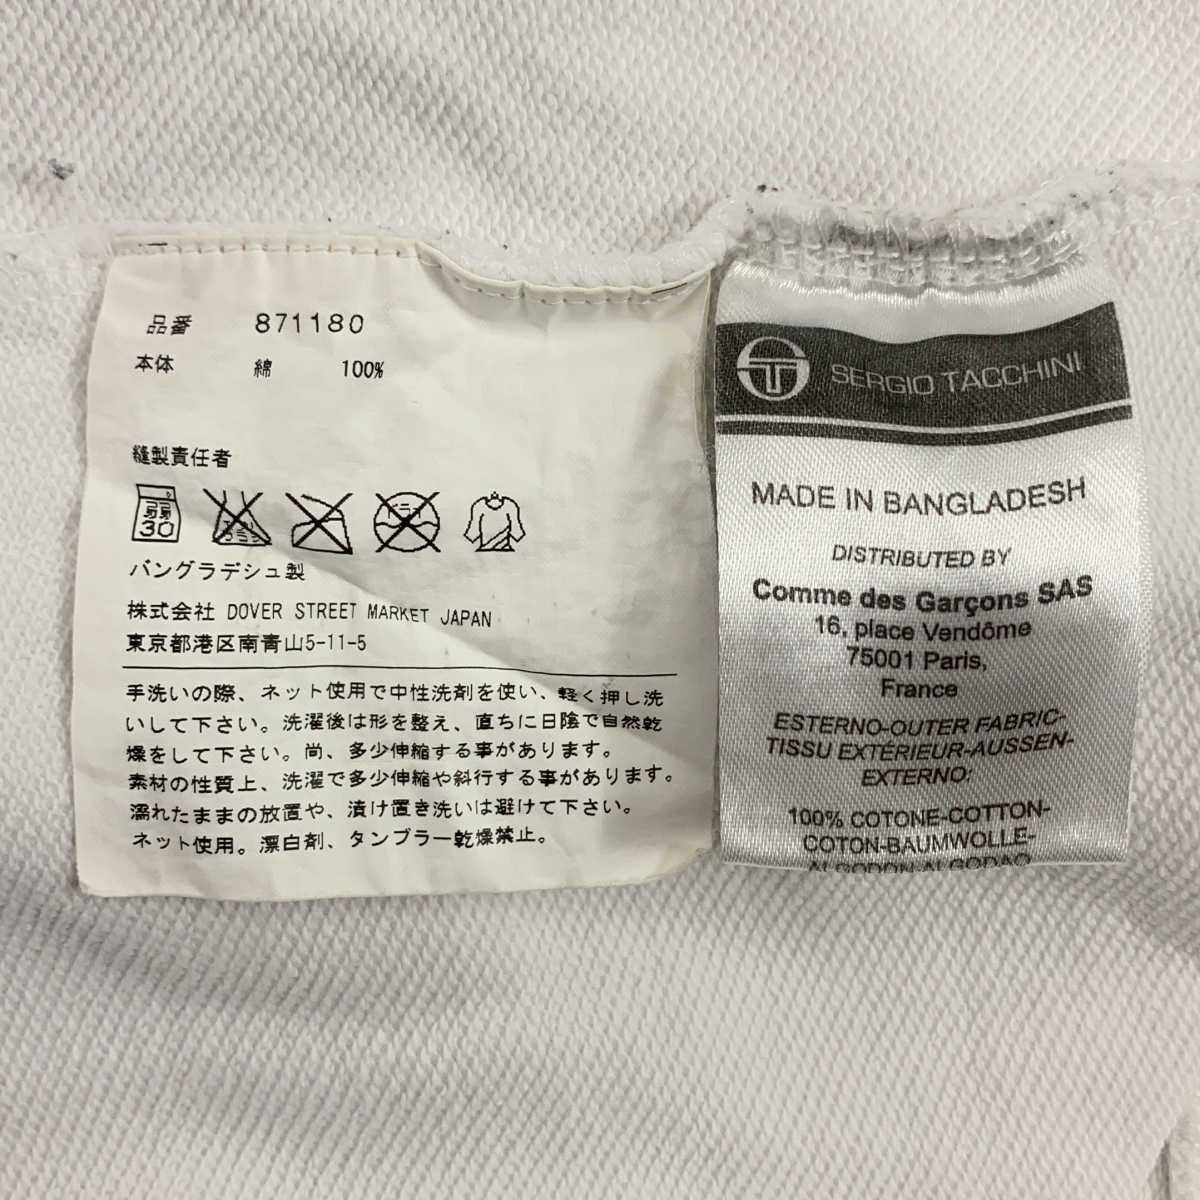 品番 871180
本体 綿 100%
縫製責任者
弱
30
バングラデシュ製
株式会社 DOVER STREET MARKET JAPAN
東京都港区南青山5-11-5
手洗いの際、ネット使用で中性洗剤を使い、軽く押し洗
いして下さい。洗濯後は形を整え、直ちに日陰で自然乾
燥をして下さい。尚、多少伸縮する事があります。
素材の性質上、洗濯で多少伸縮や斜行する事があります。
濡れたままの放置や、漬け置き洗いは避けて下さい。
ネット使用。漂白剤、タンブラー乾燥禁止。
SERGIO TACCHINI
MADE IN BANGLADESH
DISTRIBUTED BY
Comme des Garçons SAS
16, place Vendôme
75001 Paris,
France
ESTERNO-OUTER FABRIC-
TISSU EXTÉRIEUR-AUSSEN-
EXTERNO:
100% COTONE-COTTON-
COTON-BAUMWOLLE-
ALGODON-ALGODAO